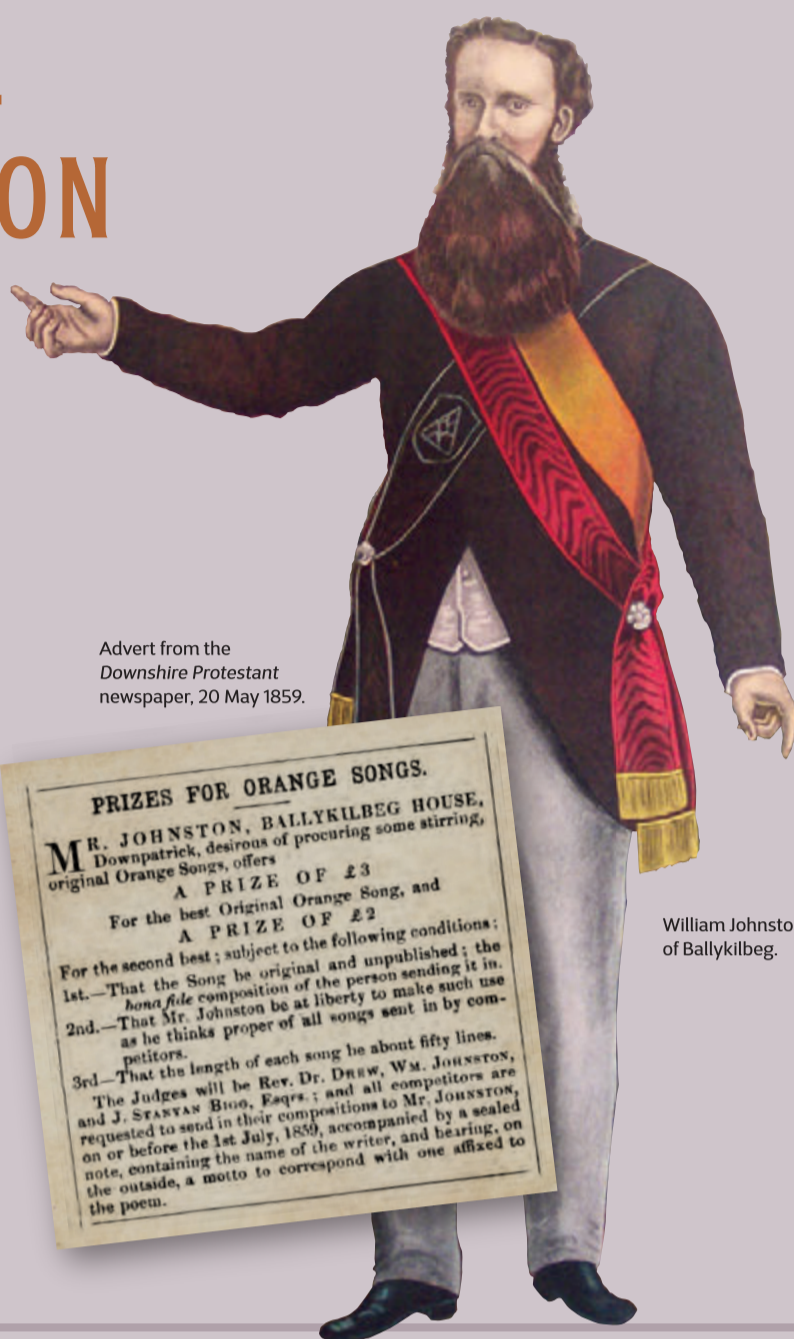 ON
Advert from the
Downshire Protestant
newspaper, 20 May 1859.
PRIZES FOR ORANGE SONGS.
MR. JOHNSTON, BALLYKILBEG HOUSE,
Downpatrick, desirous of procuring some stirring,
original Orange Songs, offers
A PRIZE OF £3
For the best Original Orange Song, and
A PRIZE OF £2
For the second best; subject to the following conditions:
1st.—That the Song be original and unpublished; the
bona fide composition of the person sending it in.
2nd.—That Mr. Johnston be at liberty to make such use
as he thinks proper of all songs sent in by com-
petitors.
3rd—That the length of each song be about fifty lines.
The Judges will be Rev. Dr. DREW, WM. JOHNSTON,
and J. STANYAN BIGG, Esqrs.; and all competitors are
requested to send in their compositions to Mr. JOHNSTON,
on or before the 1st July, 1859, accompanied by a sealed
note, containing the name of the writer, and bearing, on
the outside, a motto to correspond with one affixed to
the poem.
William Johnsto
of Ballykilbeg.